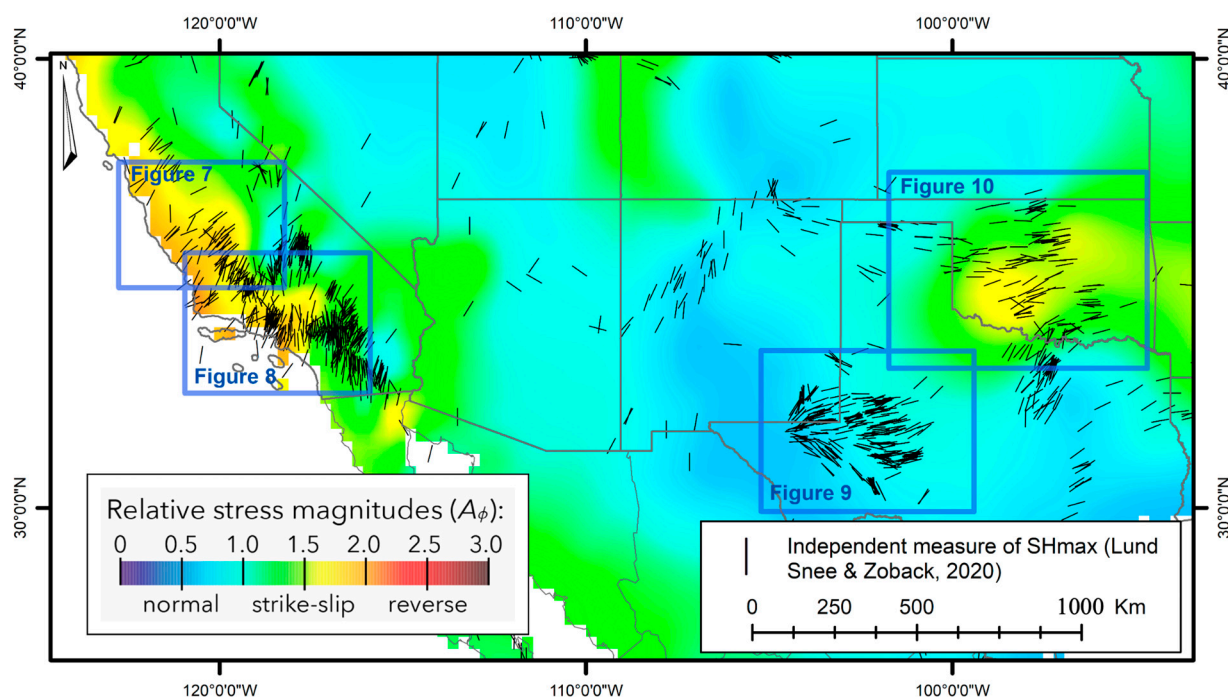 120°0'0"W 110°0'0"W 100°0'0"W
40°0'0"N 40°0'0"N
N
Figure 7
Figure 10
Figure 8
Figure 9
30°0'0"N 30°0'0"N
Relative stress magnitudes (Aϕ):
0 0.5 1.0 1.5 2.0 2.5 3.0
normal strike-slip reverse
Independent measure of SHmax (Lund
Snee & Zoback, 2020)
0 250 500 1000 Km
120°0'0"W 110°0'0"W 100°0'0"W